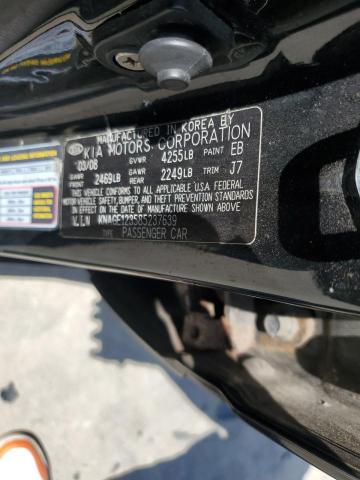 MANUFACTURED IN KOREA BY
KIA MOTORS CORPORATION
03/08 GVWR 4255LB PAINT EB
GAWR FRONT 2469LB GAWR REAR 2249LB TRIM J7
THIS VEHICLE CONFORMS TO ALL APPLICABLE U.S.A. FEDERAL
MOTOR VEHICLE SAFETY, BUMPER, AND THEFT PREVENTION STANDARDS
IN EFFECT ON THE DATE OF MANUFACTURE SHOWN ABOVE.
KNAGE123585237639
TYPE: PASSENGER CAR